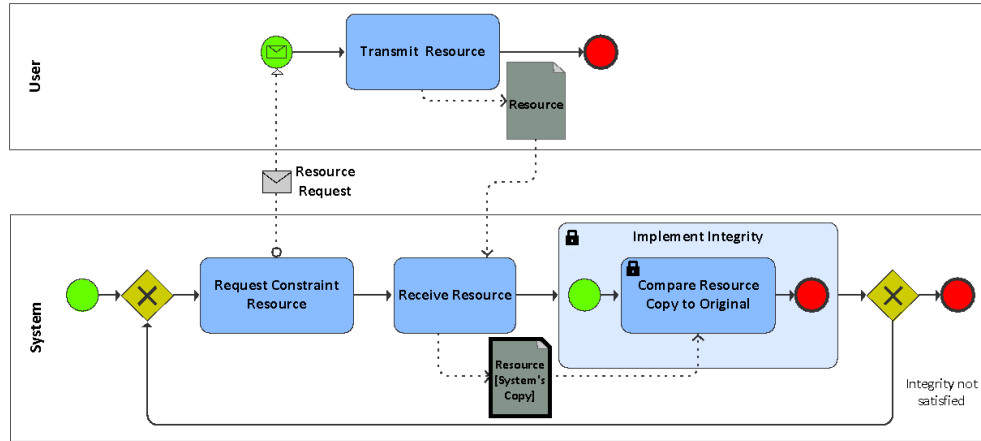 User
Transmit Resource
Resource
Resource
Request
System
Implement Integrity
Request Constraint
Resource
Receive Resource
Compare Resource
Copy to Original
Resource
[System's
Copy]
Integrity not
satisfied